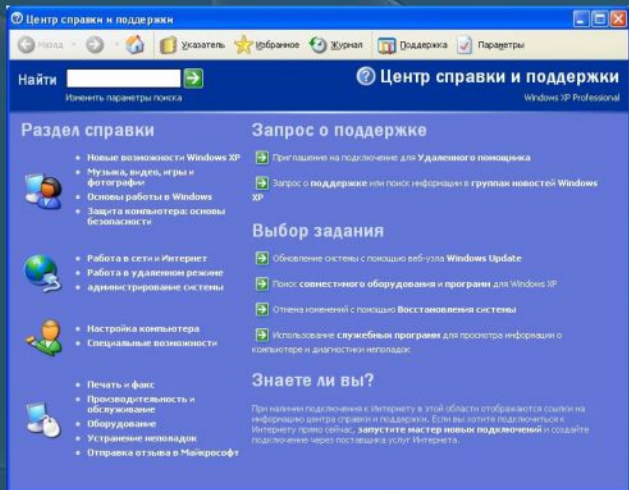 Центр справки и поддержки
Назад
Указатель Избранное Журнал Поддержка Параметры
Найти
Изменить параметры поиска
Центр справки и поддержки
Windows XP Professional
Раздел справки
Новые возможности Windows XP
Музыка, видео, игры и
фотографии
Основы работы в Windows
Защита компьютера: основы
безопасности
Работа в сети и Интернет
Работа в удаленном режиме
администрирование системы
Настройка компьютера
Специальные возможности
Печать и факс
Производительность и
обслуживание
Оборудование
Устранение неполадок
Отправка отзыва в Майкрософт
Запрос о поддержке
Приглашение на подключение для Удаленного помощника
Запрос о поддержке или поиск информации в группах новостей Windows
XP
Выбор задания
Обновление системы с помощью веб-узла Windows Update
Поиск совместимого оборудования и программ для Windows XP
Отмена изменений с помощью Восстановления системы
Использование служебных программ для просмотра информации о
компьютере и диагностики неполадок
Знаете ли вы?
При наличии подключения к Интернету в этой области отображаются ссылки на
информацию центра справки и поддержки. Если вы хотите подключиться к
Интернету прямо сейчас, запустите мастер новых подключений и создайте
подключение через поставщика услуг Интернета.